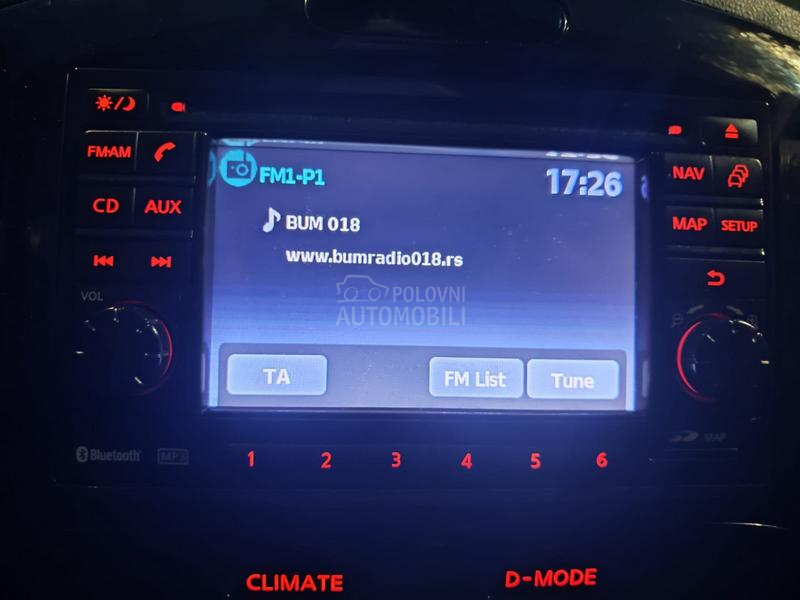 FM·AM
CD
AUX
VOL
Bluetooth
MP3
FM1-P1
17:26
BUM 018
www.bumradio018.rs
POLOVNI
AUTOMOBILI
TA
FM List
Tune
NAV
MAP
SETUP
MAP
1 2 3 4 5 6
CLIMATE
D-MODE